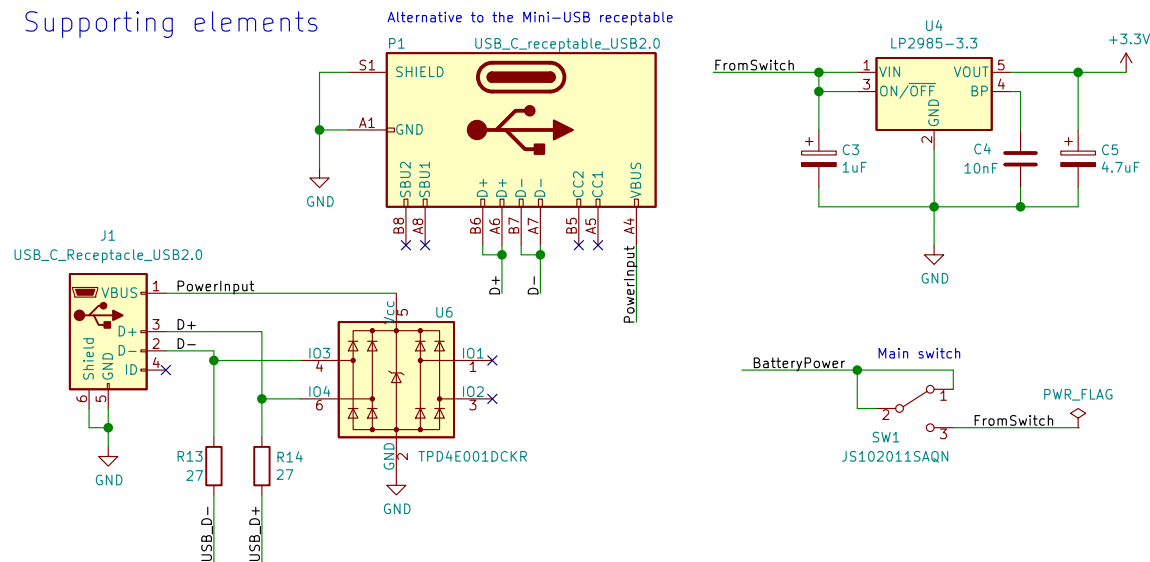 Supporting elements
Alternative to the Mini-USB receptable
P1
USB_C_receptable_USB2.0
S1
SHIELD
A1
GND
GND
SBU2
SBU1
D+
D+
D-
D-
CC2
CC1
VBUS
B8
A8
B6
A6
B7
A7
B5
A5
A4
D+
D-
PowerInput
U4
LP2985-3.3
+3.3V
FromSwitch
1
VIN
VOUT
5
3
ON/OFF
BP
4
GND
2
+
C3
1uF
C4
10nF
+
C5
4.7uF
GND
J1
USB_C_Receptacle_USB2.0
VBUS
1
PowerInput
D+
3
D+
D-
2
D-
ID
4
Shield
GND
6
5
GND
Vcc
5
U6
IO3
4
IO1
1
IO4
6
IO2
3
GND
2
TPD4E001DCKR
GND
R13
27
R14
27
USB_D-
USB_D+
BatteryPower
Main switch
1
2
3
SW1
JS102011SAQN
FromSwitch
PWR_FLAG